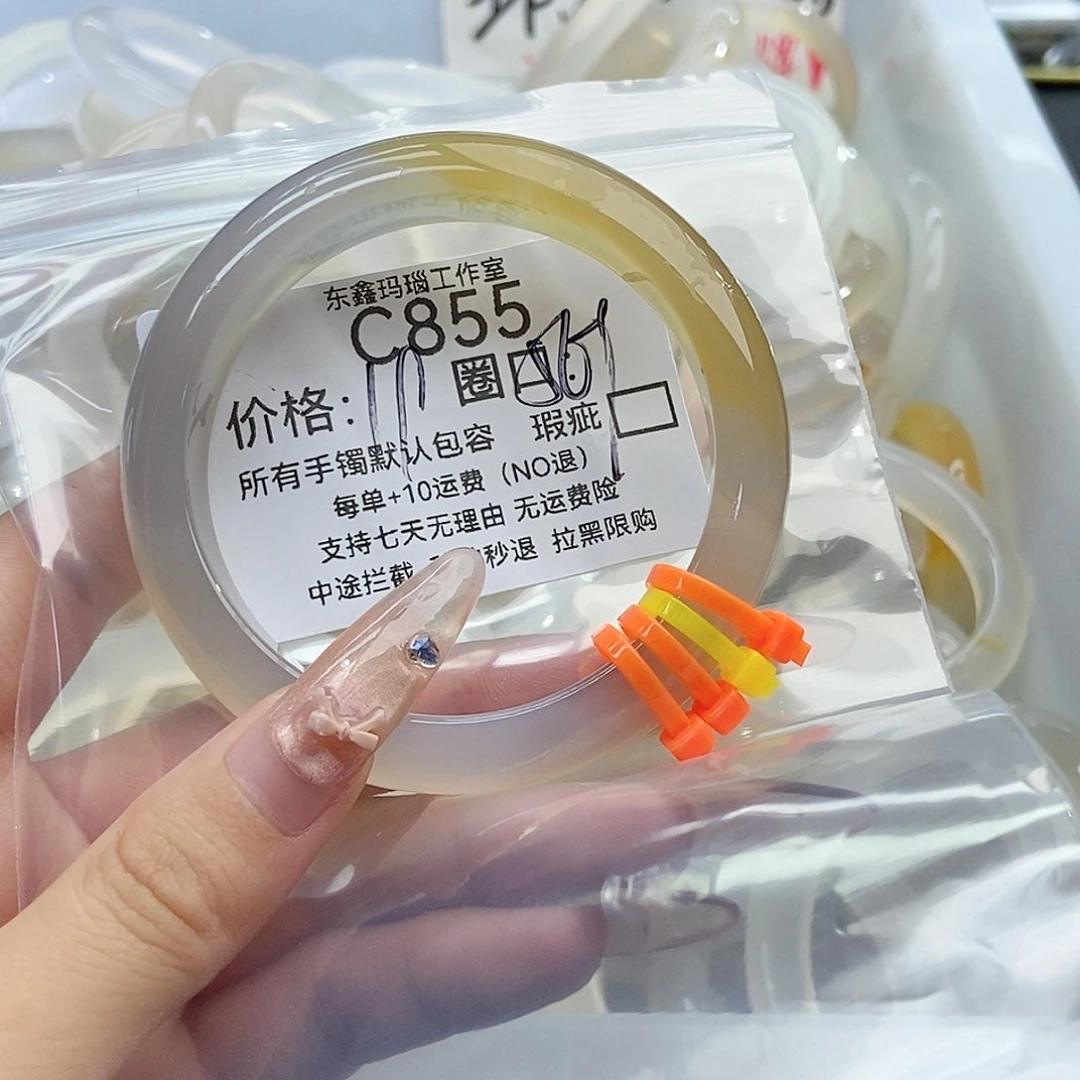 东鑫玛瑙工作室
C855
价格: 圈口
所有手镯默认包容 瑕疵
每单+10运费（NO退）
支持七天无理由 无运费险
中途拦截 秒退 拉黑限购